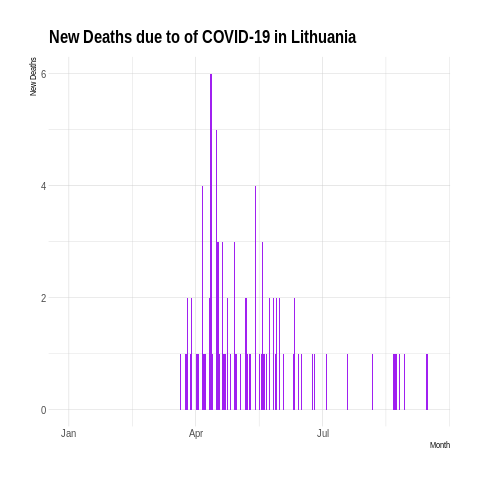 New Deaths due to of COVID-19 in Lithuania
New Deaths
6
4
2
0
Jan Apr Jul
Month